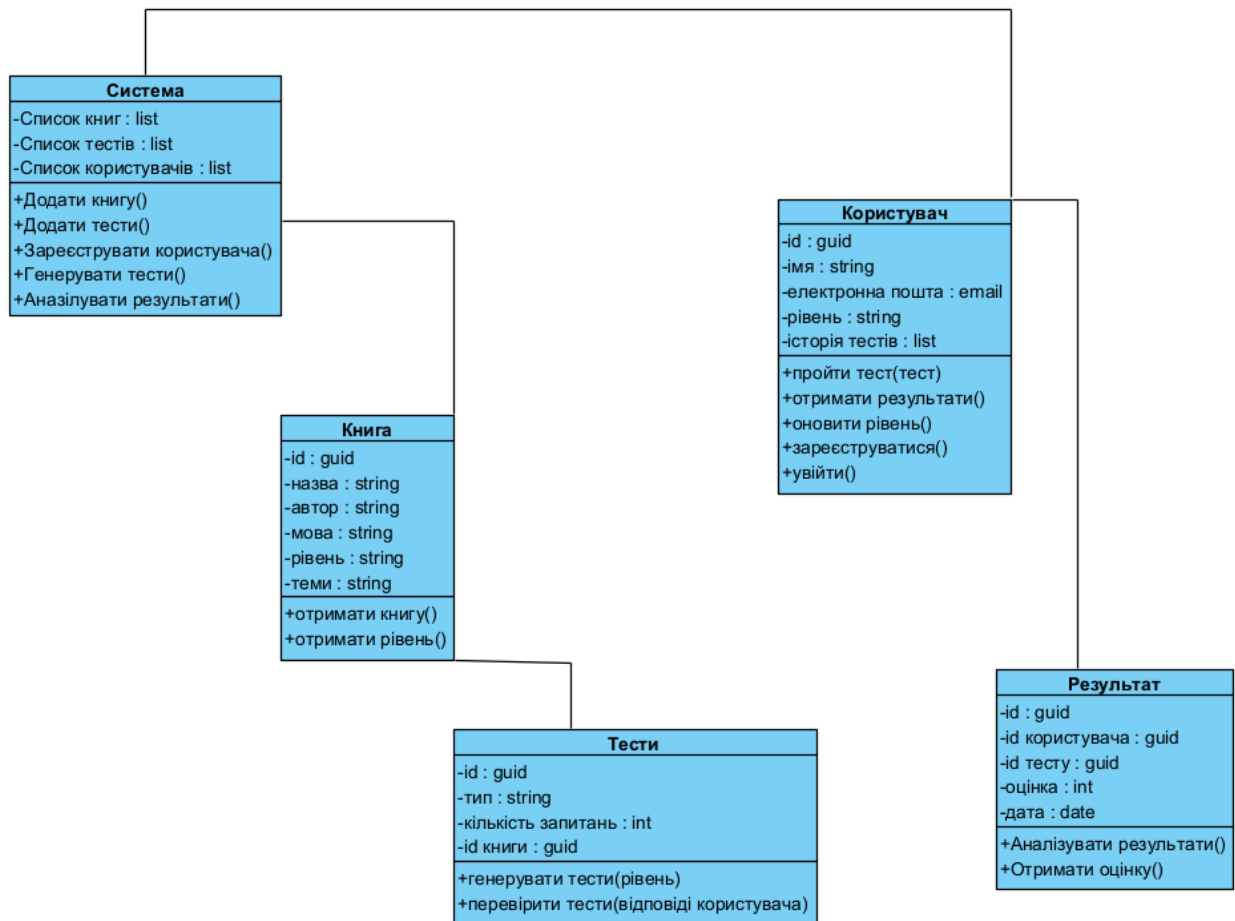 Система
-Список книг : list
-Список тестів : list
-Список користувачів : list
+Додати книгу()
+Додати тести()
+Зареєструвати користувача()
+Генерувати тести()
+Аназілувати результати()
Користувач
-id : guid
-імя : string
-електронна пошта : email
-рівень : string
-історія тестів : list
+пройти тест(тест)
+отримати результати()
+оновити рівень()
+зареєструватися()
+увійти()
Книга
-id : guid
-назва : string
-автор : string
-мова : string
-рівень : string
-теми : string
+отримати книгу()
+отримати рівень()
Результат
-id : guid
-id користувача : guid
-id тесту : guid
-оцінка : int
-дата : date
+Аналізувати результати()
+Отримати оцінку()
Тести
-id : guid
-тип : string
-кількість запитань : int
-id книги : guid
+генерувати тести(рівень)
+перевірити тести(відповіді користувача)